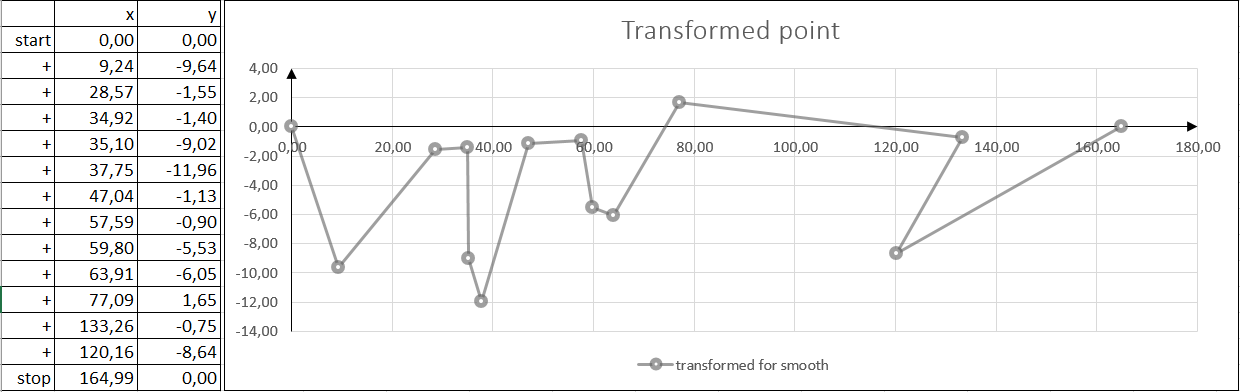 x y
start 0,00 0,00
+ 9,24 -9,64
+ 28,57 -1,55
+ 34,92 -1,40
+ 35,10 -9,02
+ 37,75 -11,96
+ 47,04 -1,13
+ 57,59 -0,90
+ 59,80 -5,53
+ 63,91 -6,05
+ 77,09 1,65
+ 133,26 -0,75
+ 120,16 -8,64
stop 164,99 0,00
Transformed point
4,00
2,00
0,00
-2,00
-4,00
-6,00
-8,00
-10,00
-12,00
-14,00
0,00 20,00 40,00 60,00 80,00 100,00 120,00 140,00 160,00 180,00
transformed for smooth